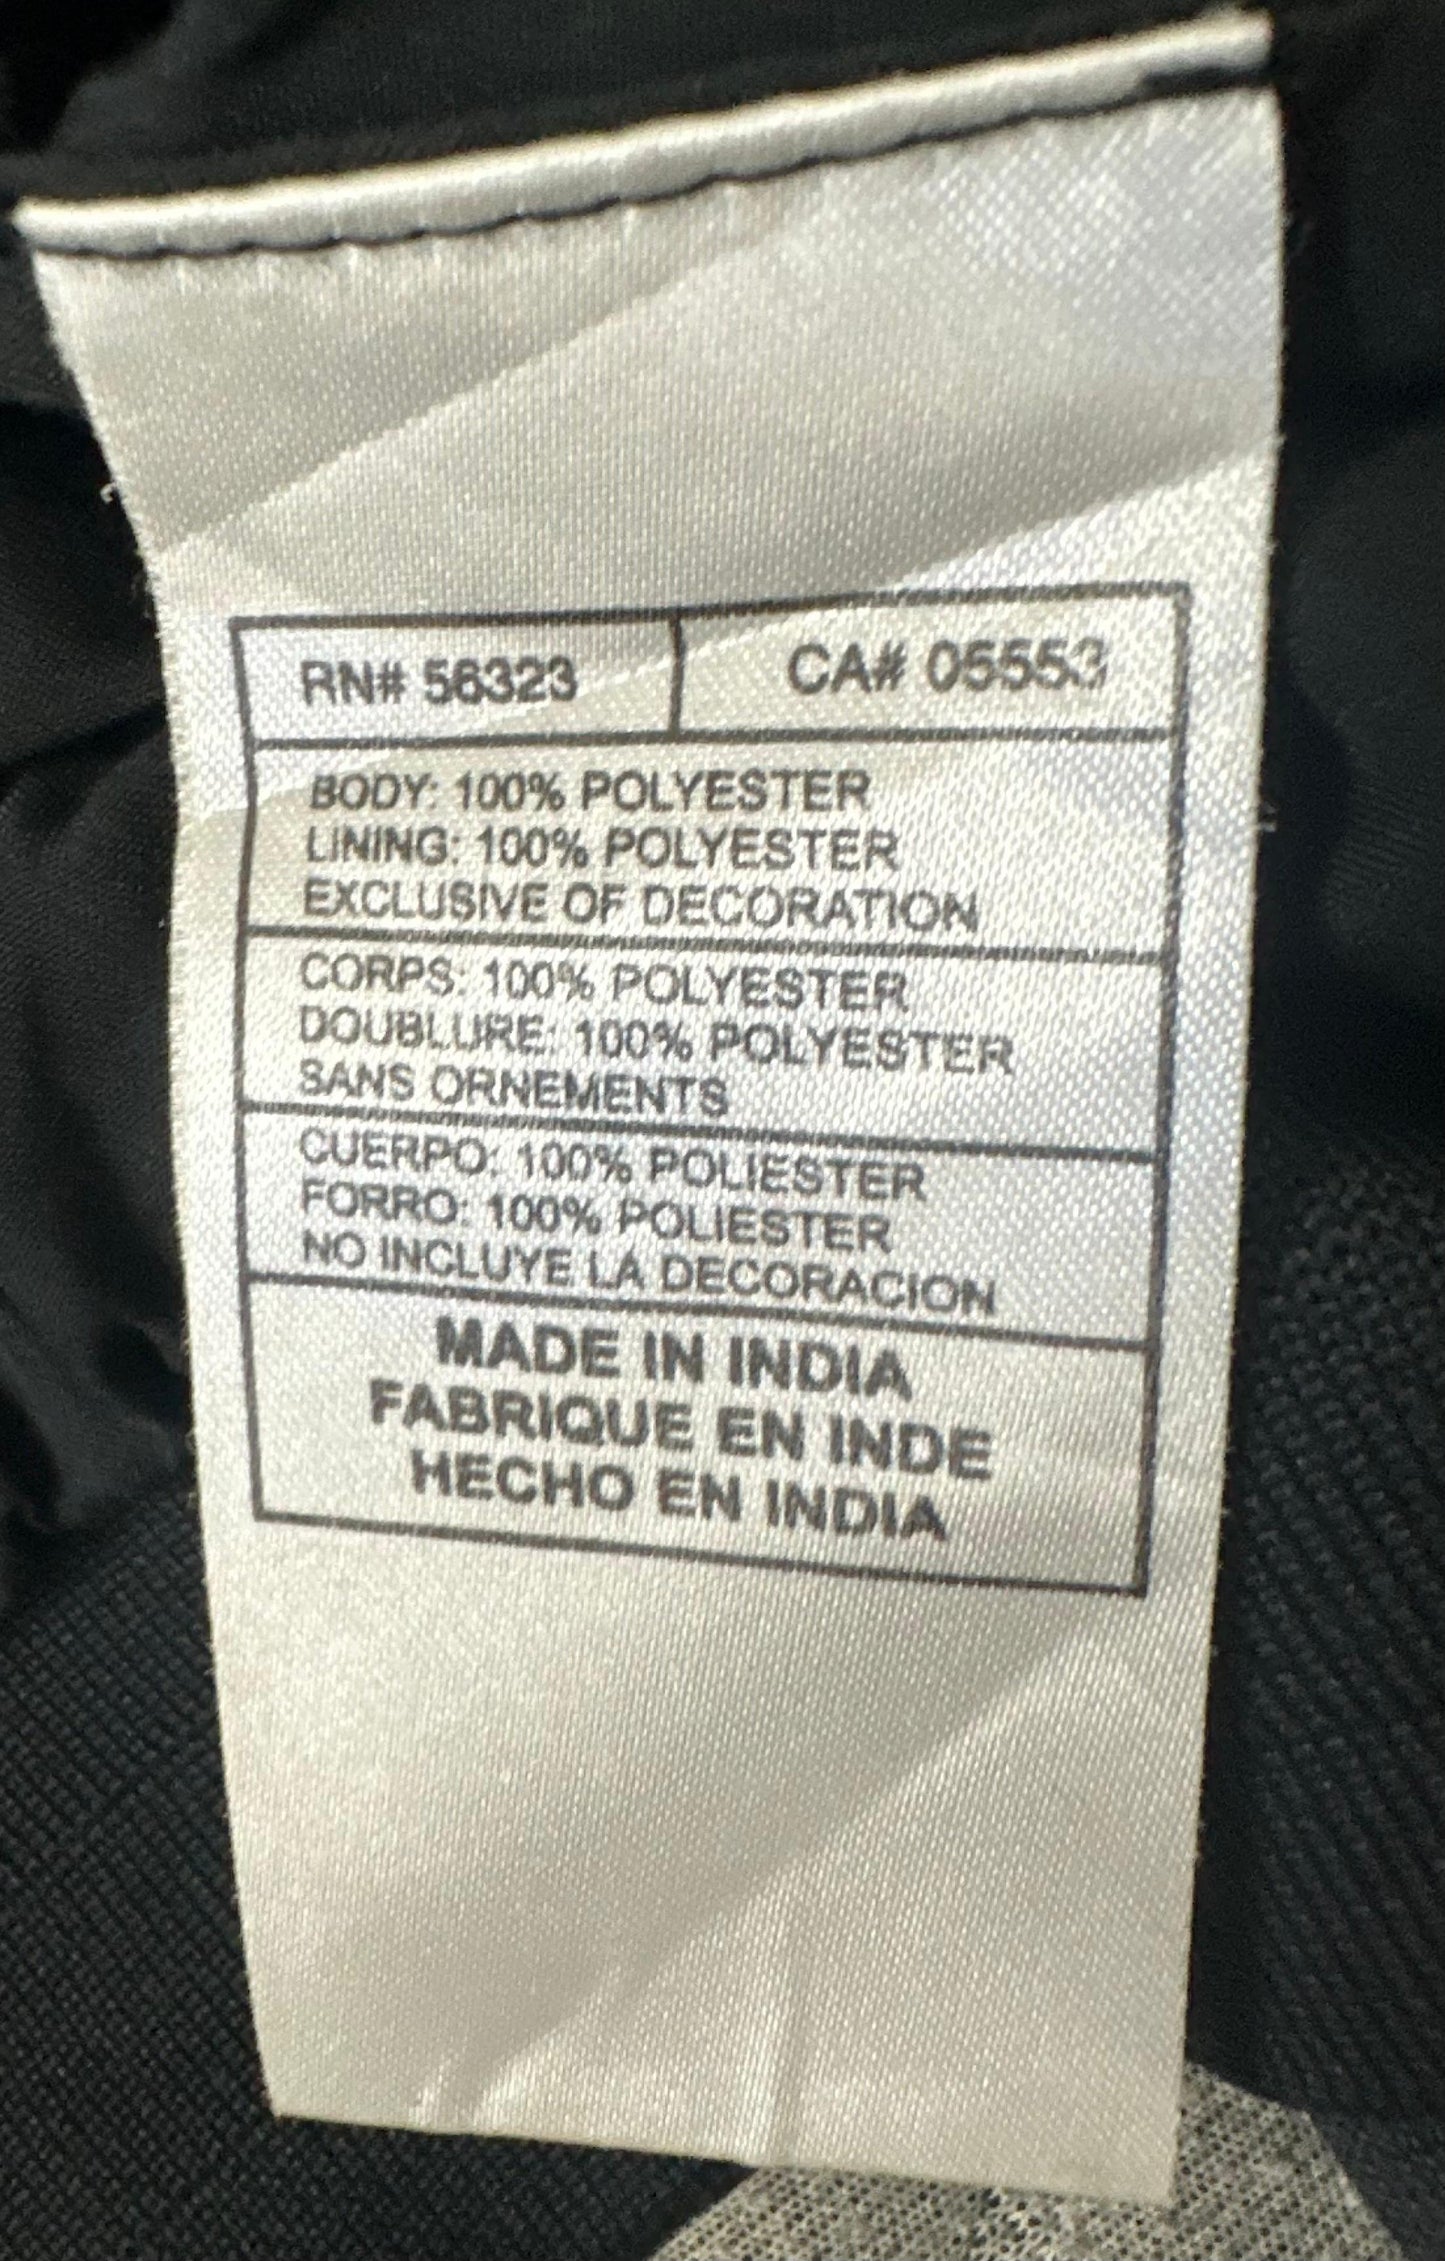 RN# 56323 CA# 05553
BODY: 100% POLYESTER
LINING: 100% POLYESTER
EXCLUSIVE OF DECORATION
CORPS: 100% POLYESTER
DOUBLURE: 100% POLYESTER
SANS ORNEMENTS
CUERPO: 100% POLIESTER
FORRO: 100% POLIESTER
NO INCLUYE LA DECORACION
MADE IN INDIA
FABRIQUE EN INDE
HECHO EN INDIA